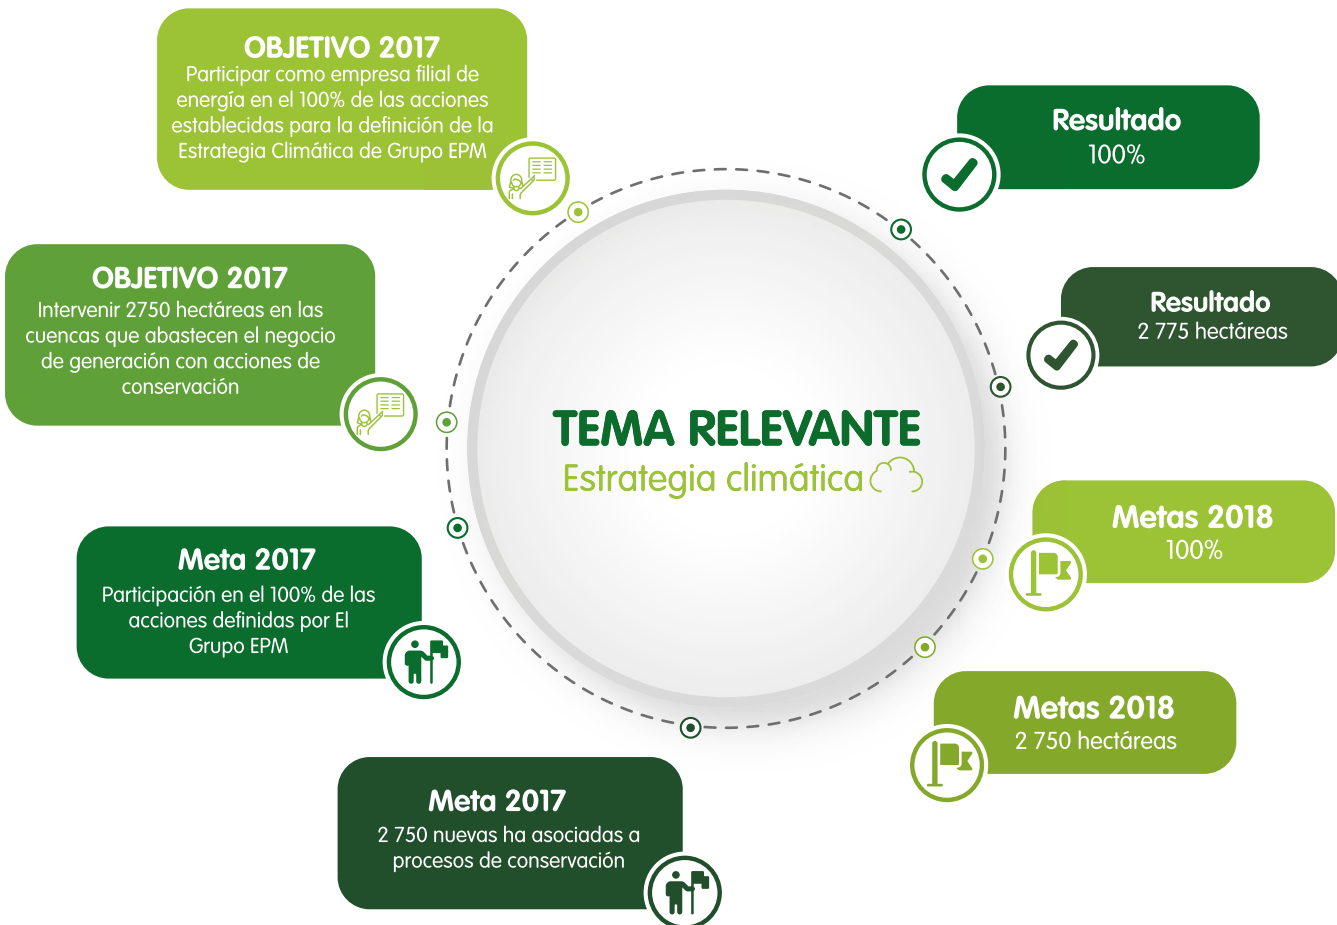 OBJETIVO 2017
Participar como empresa filial de
energía en el 100% de las acciones
establecidas para la definición de la
Estrategia Climática de Grupo EPM
OBJETIVO 2017
Intervenir 2750 hectáreas en las
cuencas que abastecen el negocio
de generación con acciones de
conservación
Meta 2017
Participación en el 100% de las
acciones definidas por El
Grupo EPM
Meta 2017
2 750 nuevas ha asociadas a
procesos de conservación
TEMA RELEVANTE
Estrategia climática
Resultado
100%
Resultado
2 775 hectáreas
Metas 2018
100%
Metas 2018
2 750 hectáreas